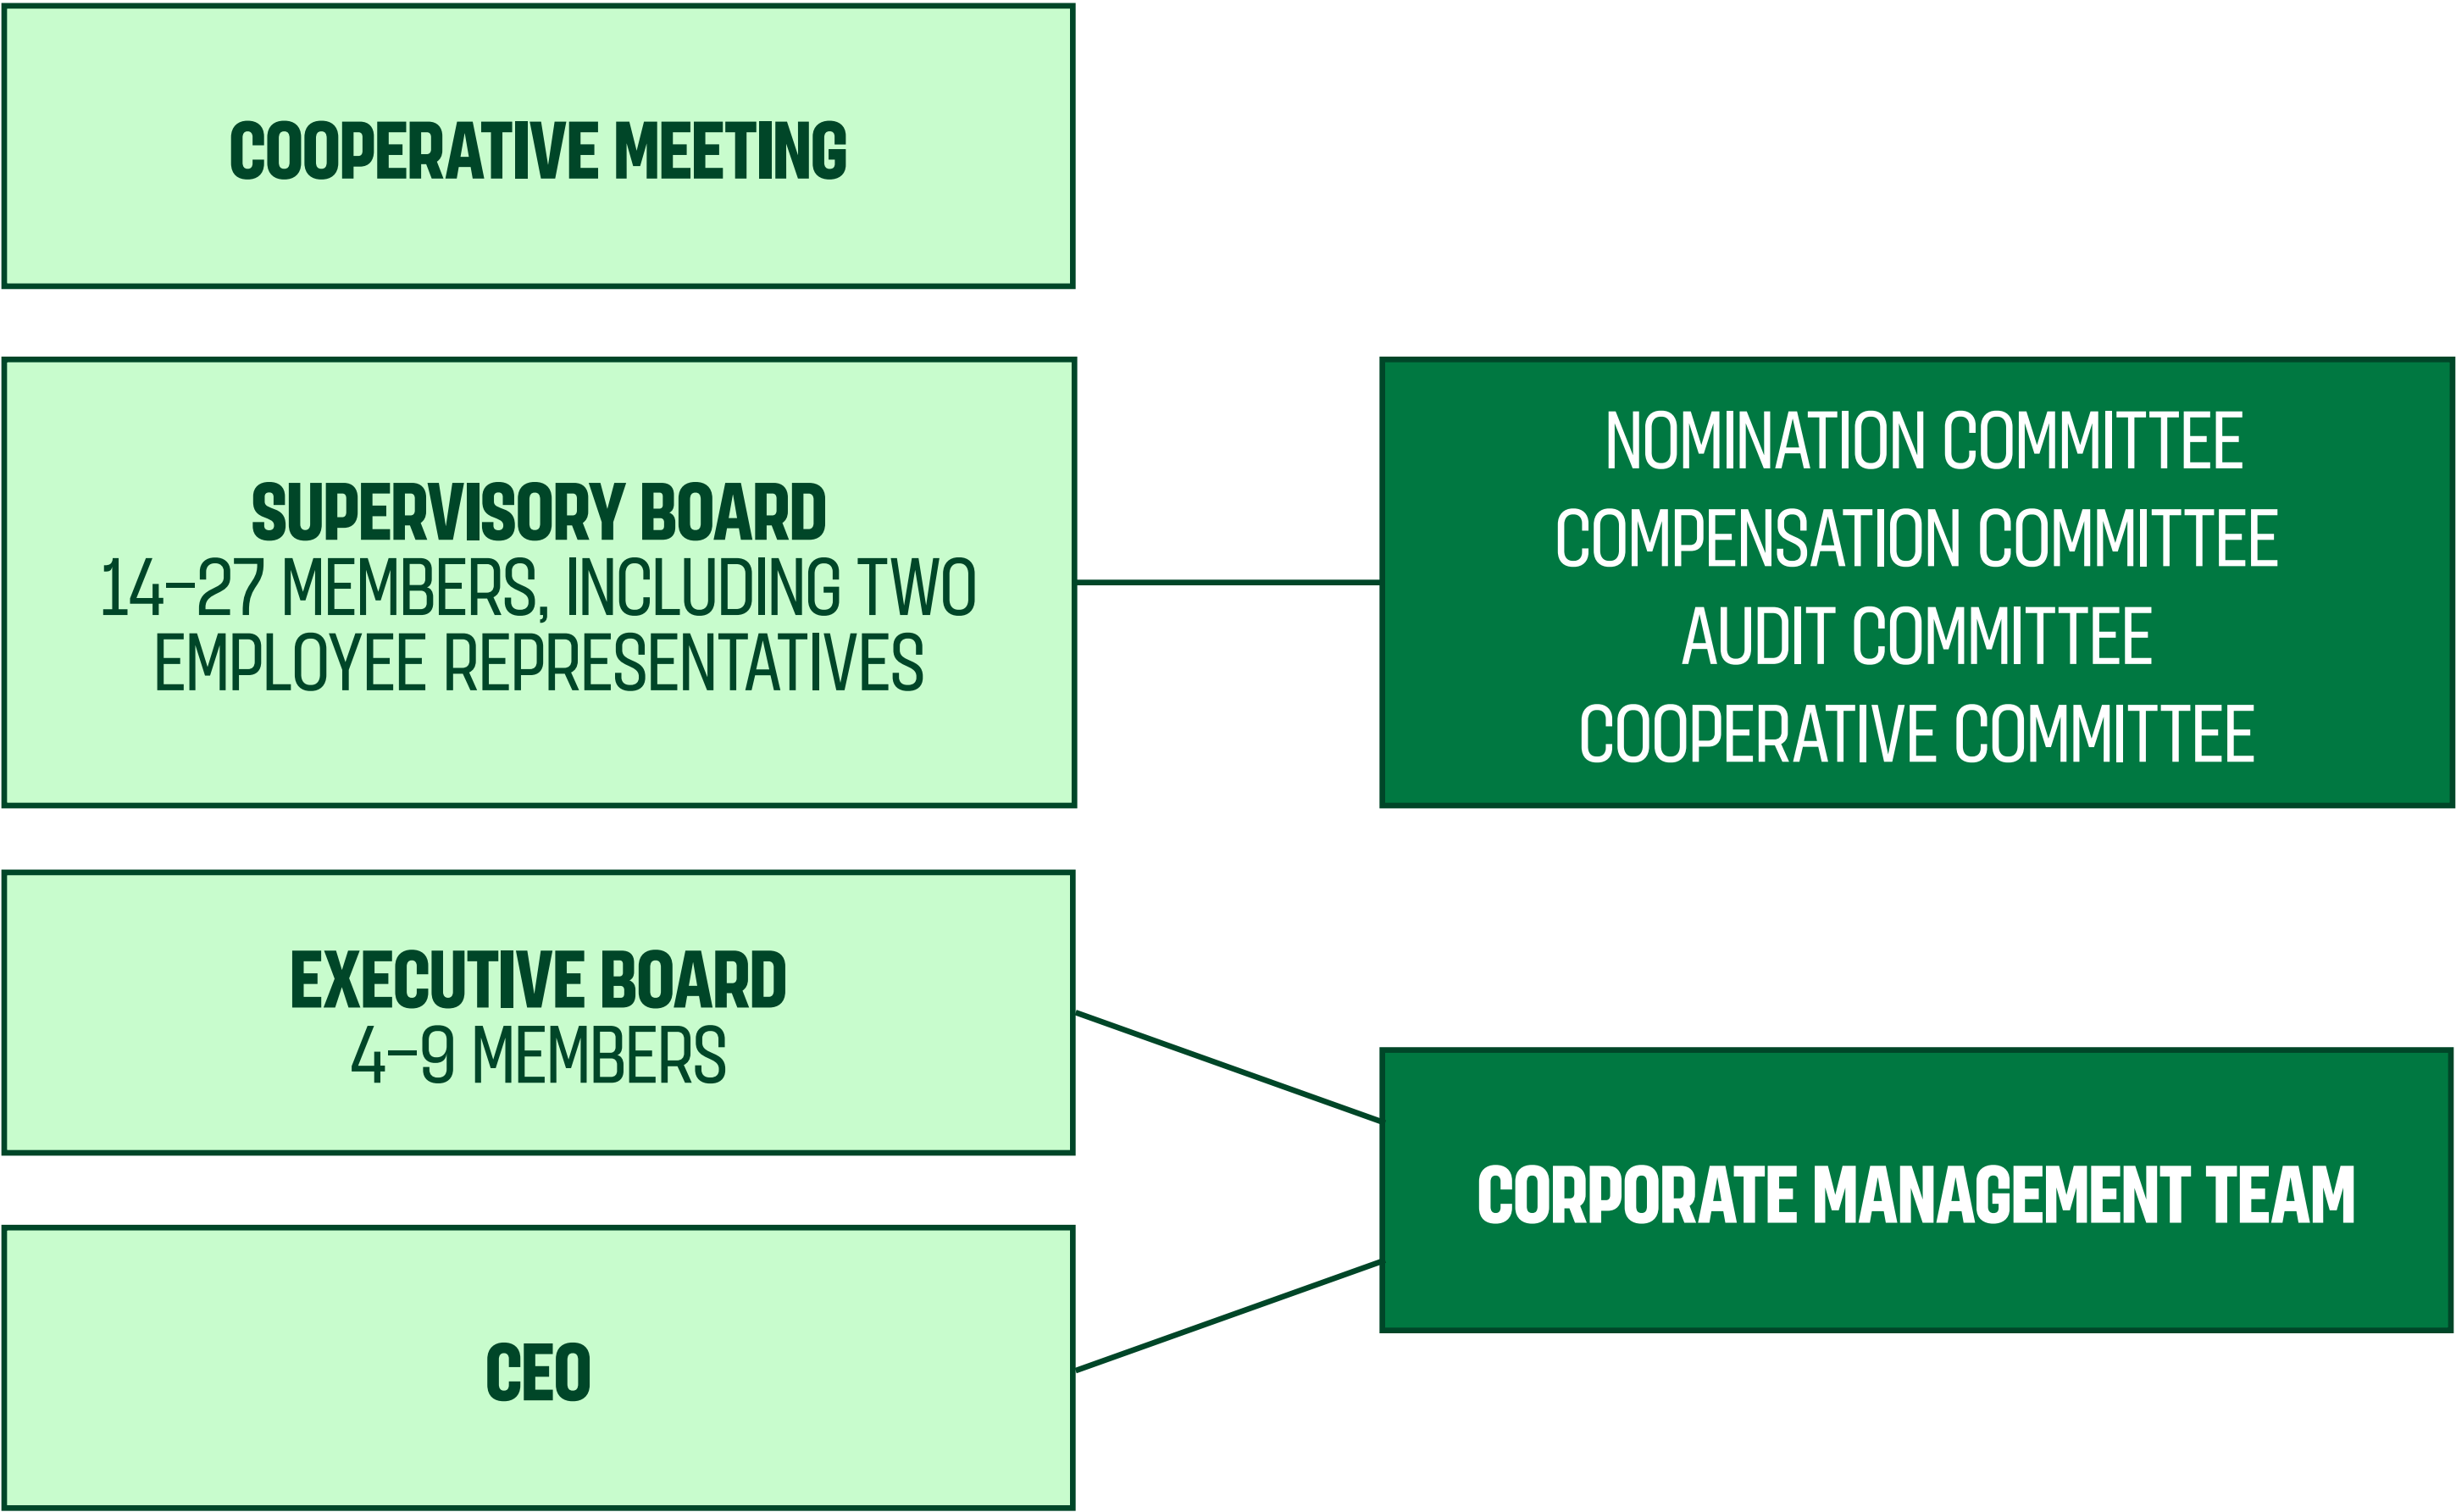 COOPERATIVE MEETING
SUPERVISORY BOARD
14–27 MEMBERS, INCLUDING TWO
EMPLOYEE REPRESENTATIVES
NOMINATION COMMITTEE
COMPENSATION COMMITTEE
AUDIT COMMITTEE
COOPERATIVE COMMITTEE
EXECUTIVE BOARD
4–9 MEMBERS
CORPORATE MANAGEMENT TEAM
CEO